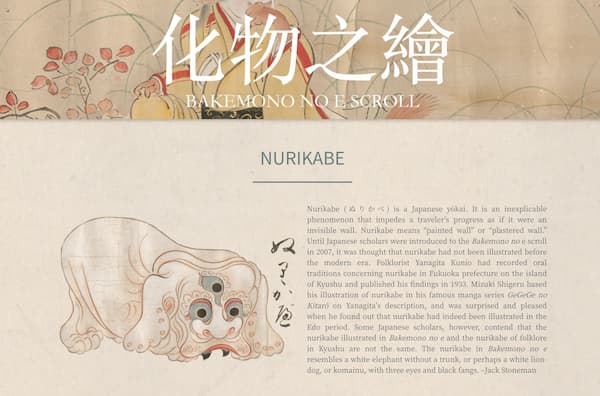 化物之繪
BAKEMONO NO E SCROLL
NURIKABE
Nurikabe (ぬりかべ) is a Japanese yōkai. It is an inexplicable
phenomenon that impedes a traveler's progress as if it were an
invisible wall. Nurikabe means “painted wall” or “plastered wall.”
Until Japanese scholars were introduced to the Bakemono no e scroll
in 2007, it was thought that nurikabe had not been illustrated before
the modern era. Folklorist Yanagita Kunio had recorded oral
traditions concerning nurikabe in Fukuoka prefecture on the island
of Kyushu and published his findings in 1933. Mizuki Shigeru based
his illustration of nurikabe in his famous manga series GeGeGe no
Kitarō on Yanagita's description, and was surprised and pleased
when he found out that nurikabe had indeed been illustrated in the
Edo period. Some Japanese scholars, however, contend that the
nurikabe illustrated in Bakemono no e and the nurikabe of folklore
in Kyushu are not the same. The nurikabe in Bakemono no e
resembles a white elephant without a trunk, or perhaps a white lion-
dog, or komainu, with three eyes and black fangs. –Jack Stoneman
ぬりかべ